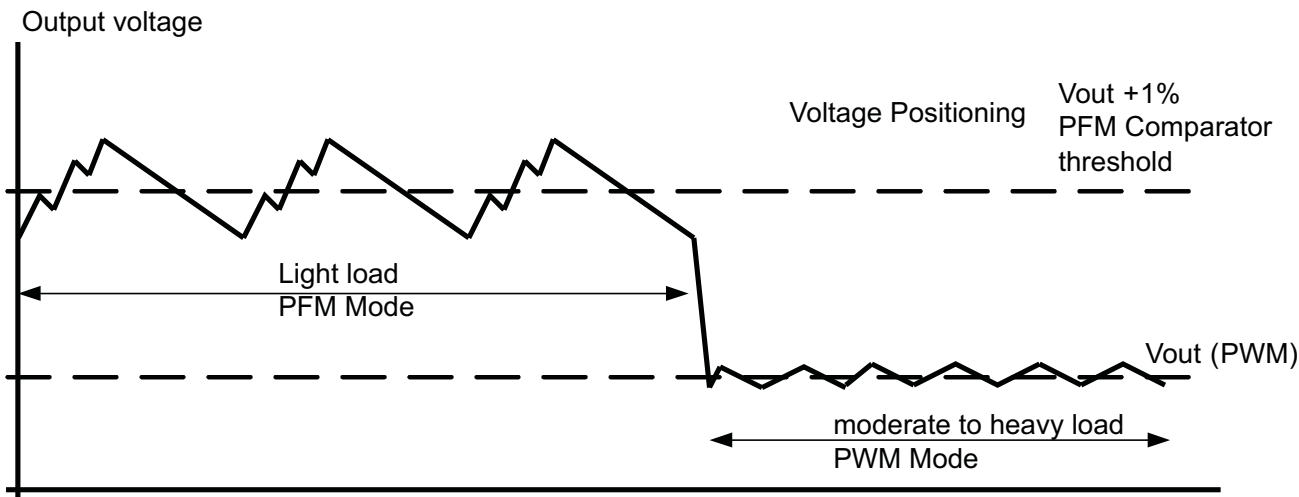 Output voltage
Voltage Positioning
Vout +1%
PFM Comparator
threshold
Light load
PFM Mode
Vout (PWM)
moderate to heavy load
PWM Mode